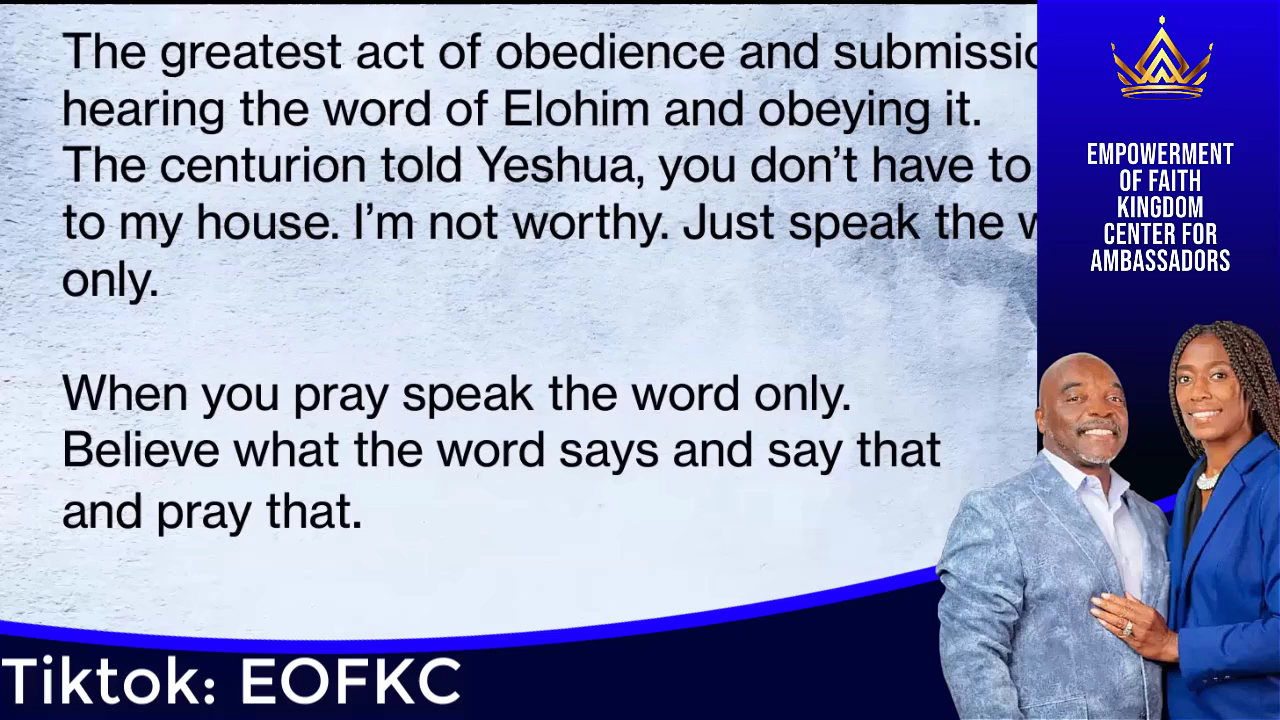 The greatest act of obedience and
hearing the word of Elohim and obeying it.
The centurion told Yeshua, you don’t have to
to my house. I’m not worthy. Just speak the
only.
When you pray speak the word only.
Believe what the word says and say that
and pray that.
EMPOWERMENT
OF FAITH
KINGDOM
CENTER FOR
AMBASSADORS
Tiktok: EOFKC